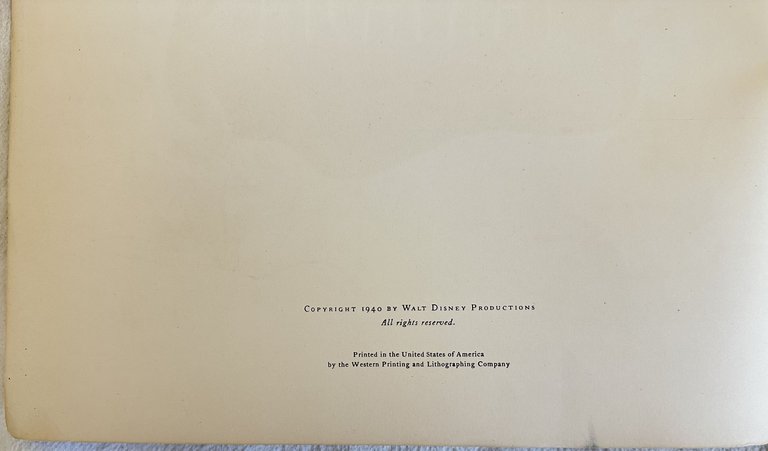 Copyright 1940 by Walt Disney Productions
All rights reserved.
Printed in the United States of America
by the Western Printing and Lithographing Company